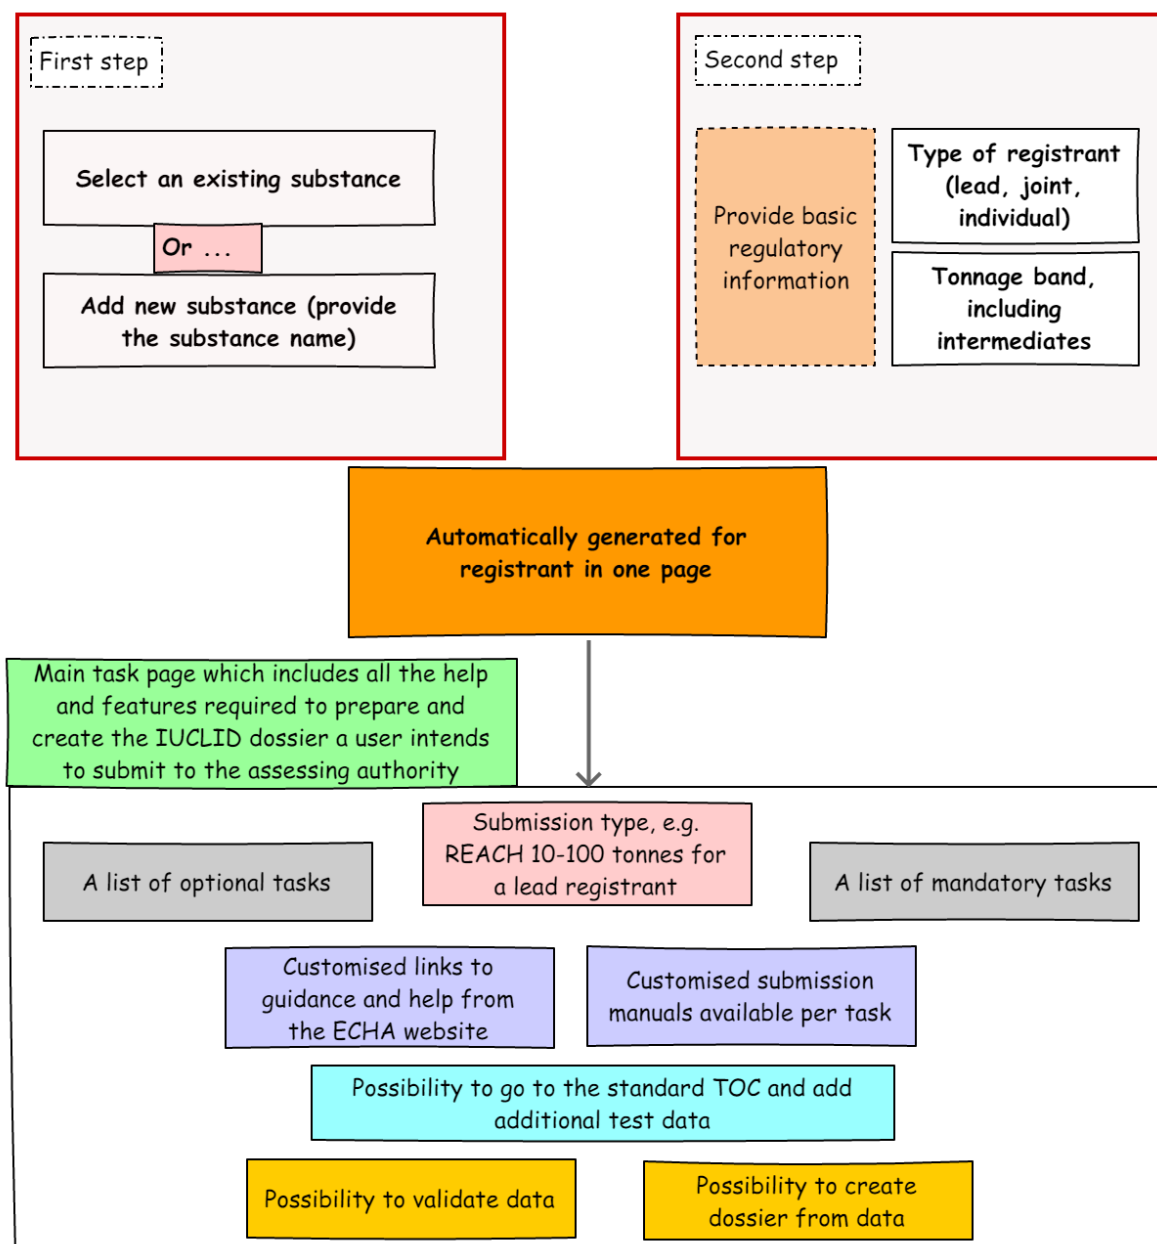 First step
Select an existing substance
Or ...
Add new substance (provide
the substance name)
Second step
Provide basic
regulatory
information
Type of registrant
(lead, joint,
individual)
Tonnage band,
including
intermediates
Automatically generated for
registrant in one page
Main task page which includes all the help
and features required to prepare and
create the IUCLID dossier a user intends
to submit to the assessing authority
Submission type, e.g.
REACH 10-100 tonnes for
a lead registrant
A list of optional tasks
A list of mandatory tasks
Customised links to
guidance and help from
the ECHA website
Customised submission
manuals available per task
Possibility to go to the standard TOC and add
additional test data
Possibility to validate data
Possibility to create
dossier from data